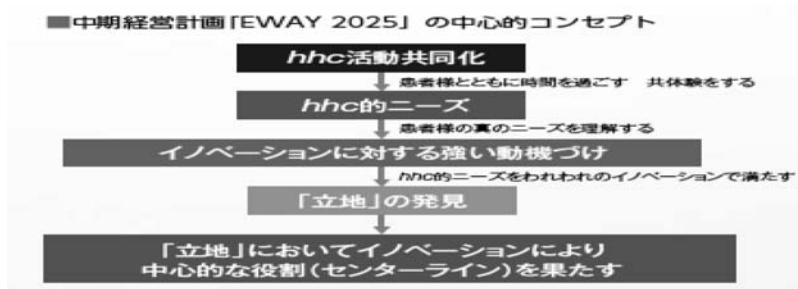 ■中期経営計画「EWAY 2025」の中心的コンセプト
hhc活動共同化
患者様とともに時間を過ごす　共体験をする
hhc的ニーズ
患者様の真のニーズを理解する
イノベーションに対する強い動機づけ
hhc的ニーズをわれわれのイノベーションで満たす
「立地」の発見
「立地」においてイノベーションにより
中心的な役割(センターライン)を果たす